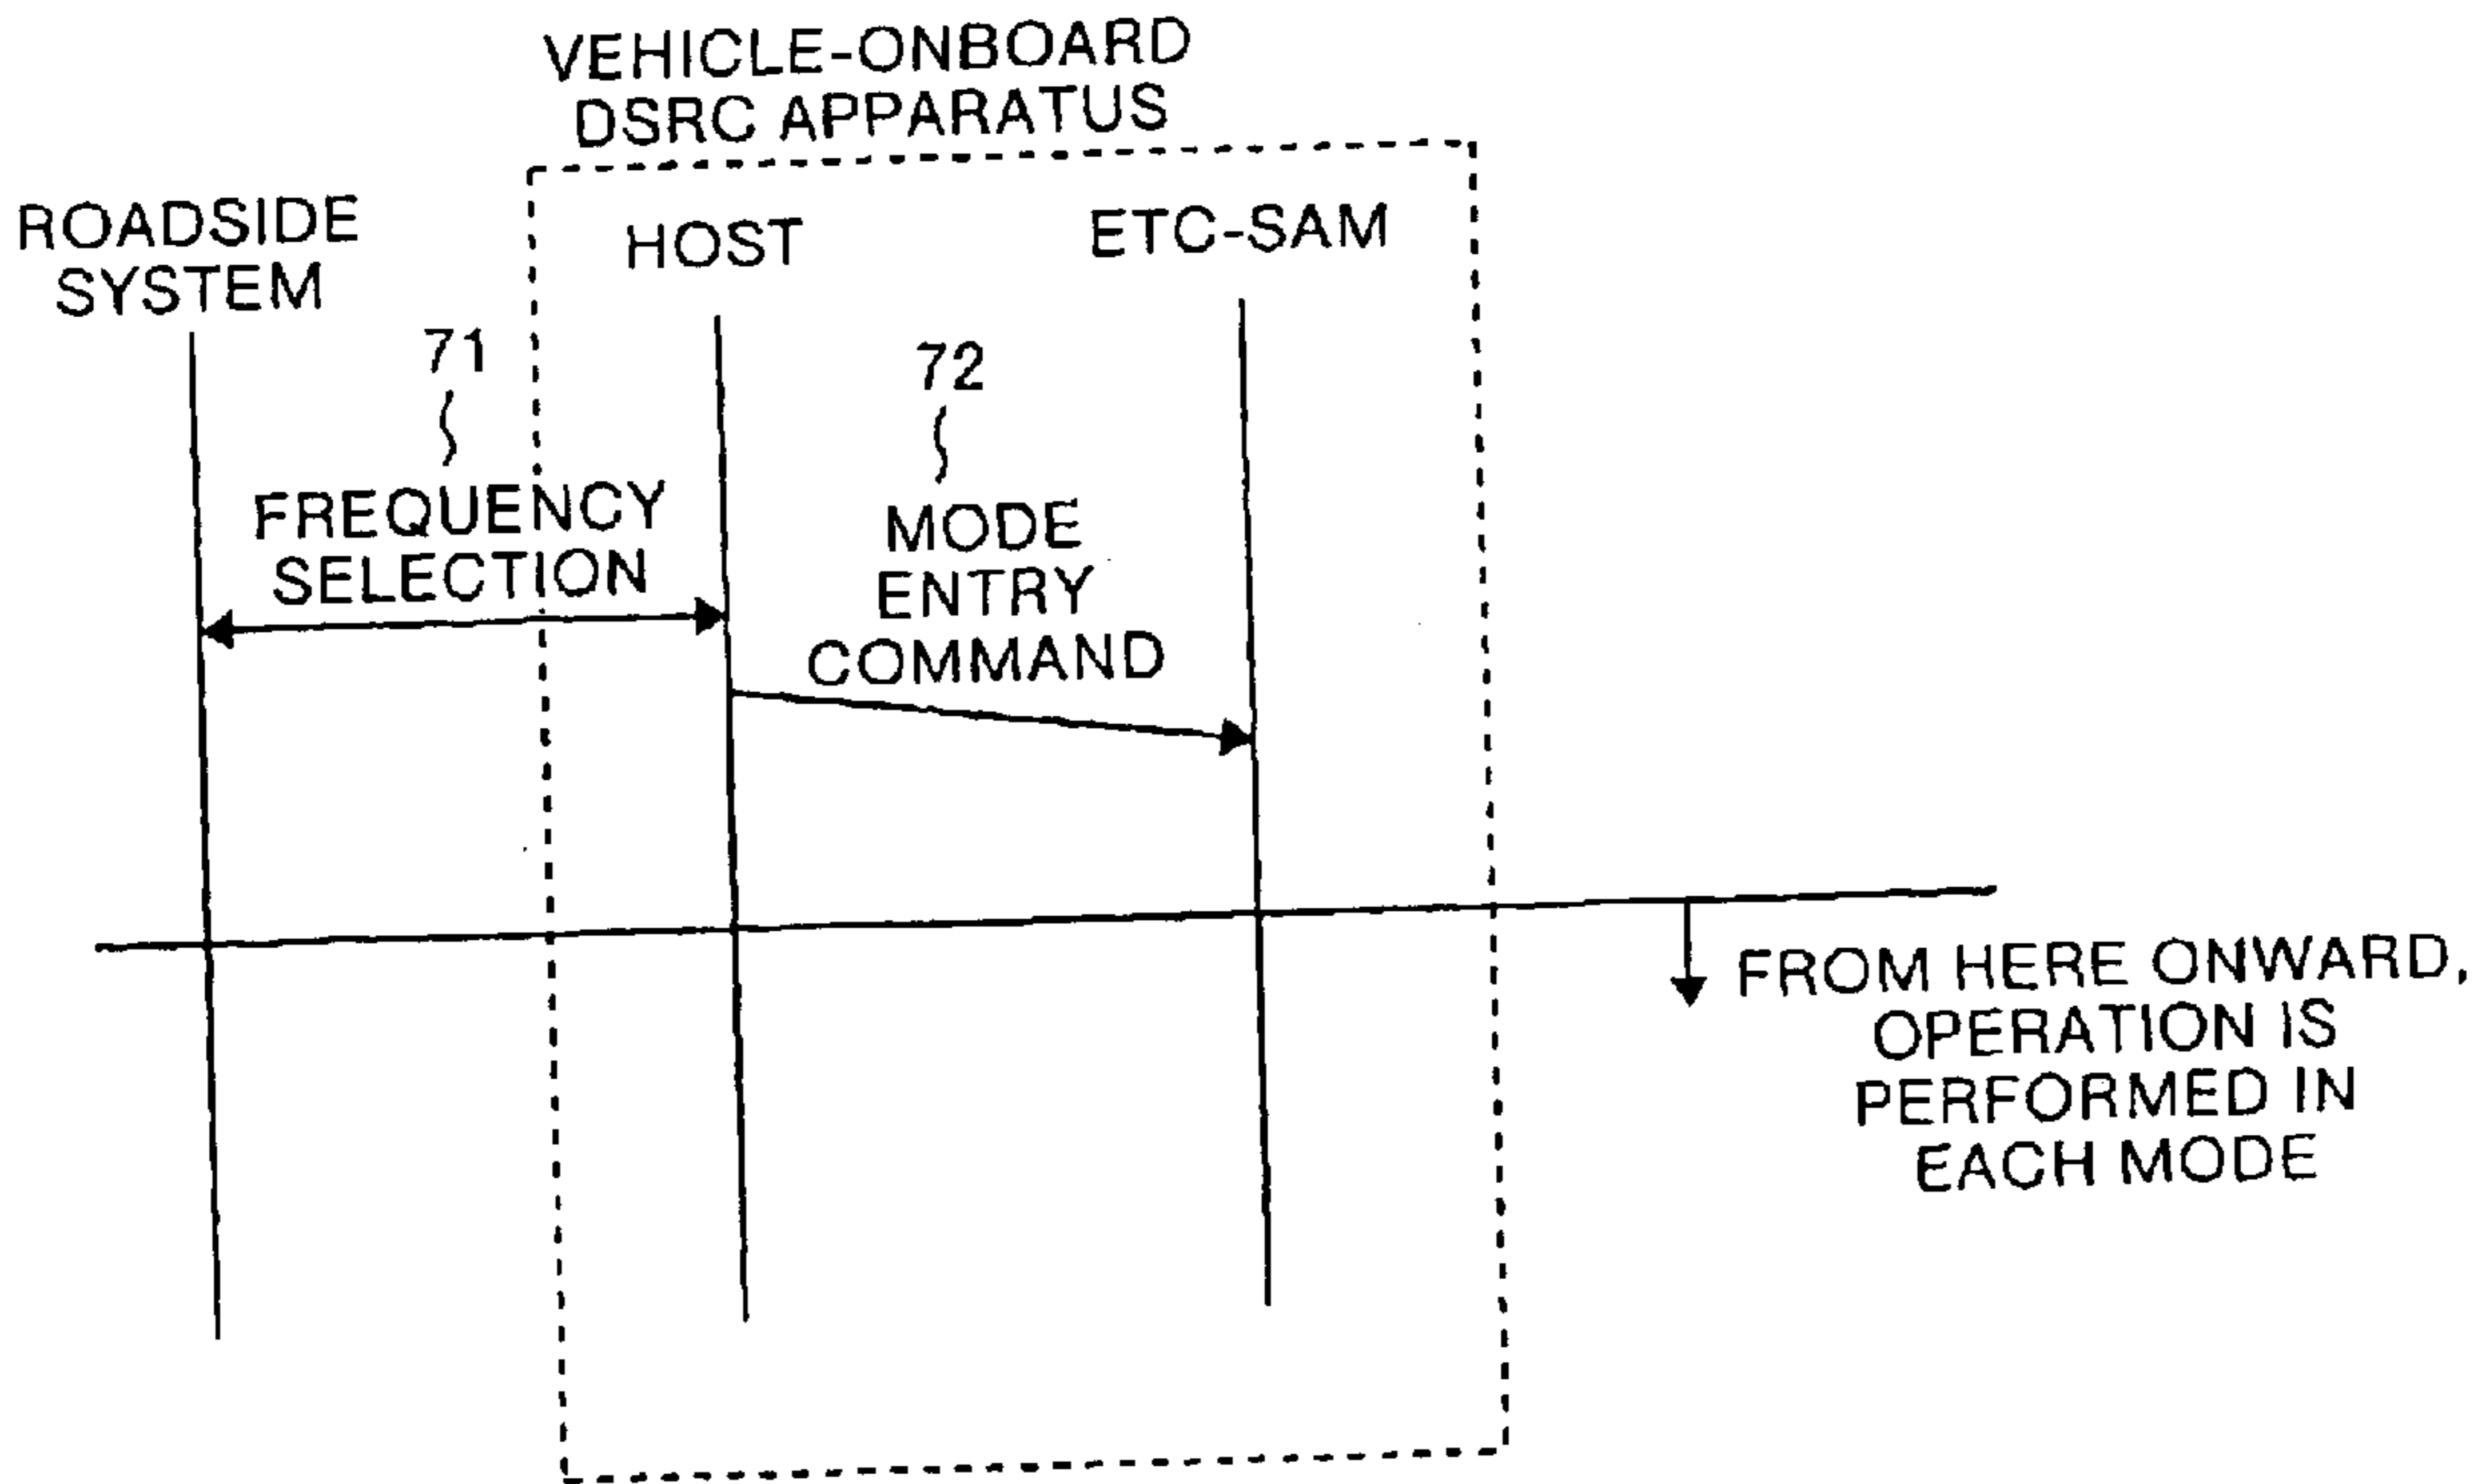 VEHICLE-ONBOARD
DSRC APPARATUS
ROADSIDE
SYSTEM
HOST
ETC-SAM
71
72
FREQUENCY
SELECTION
MODE
ENTRY
COMMAND
FROM HERE ONWARD,
OPERATION IS
PERFORMED IN
EACH MODE